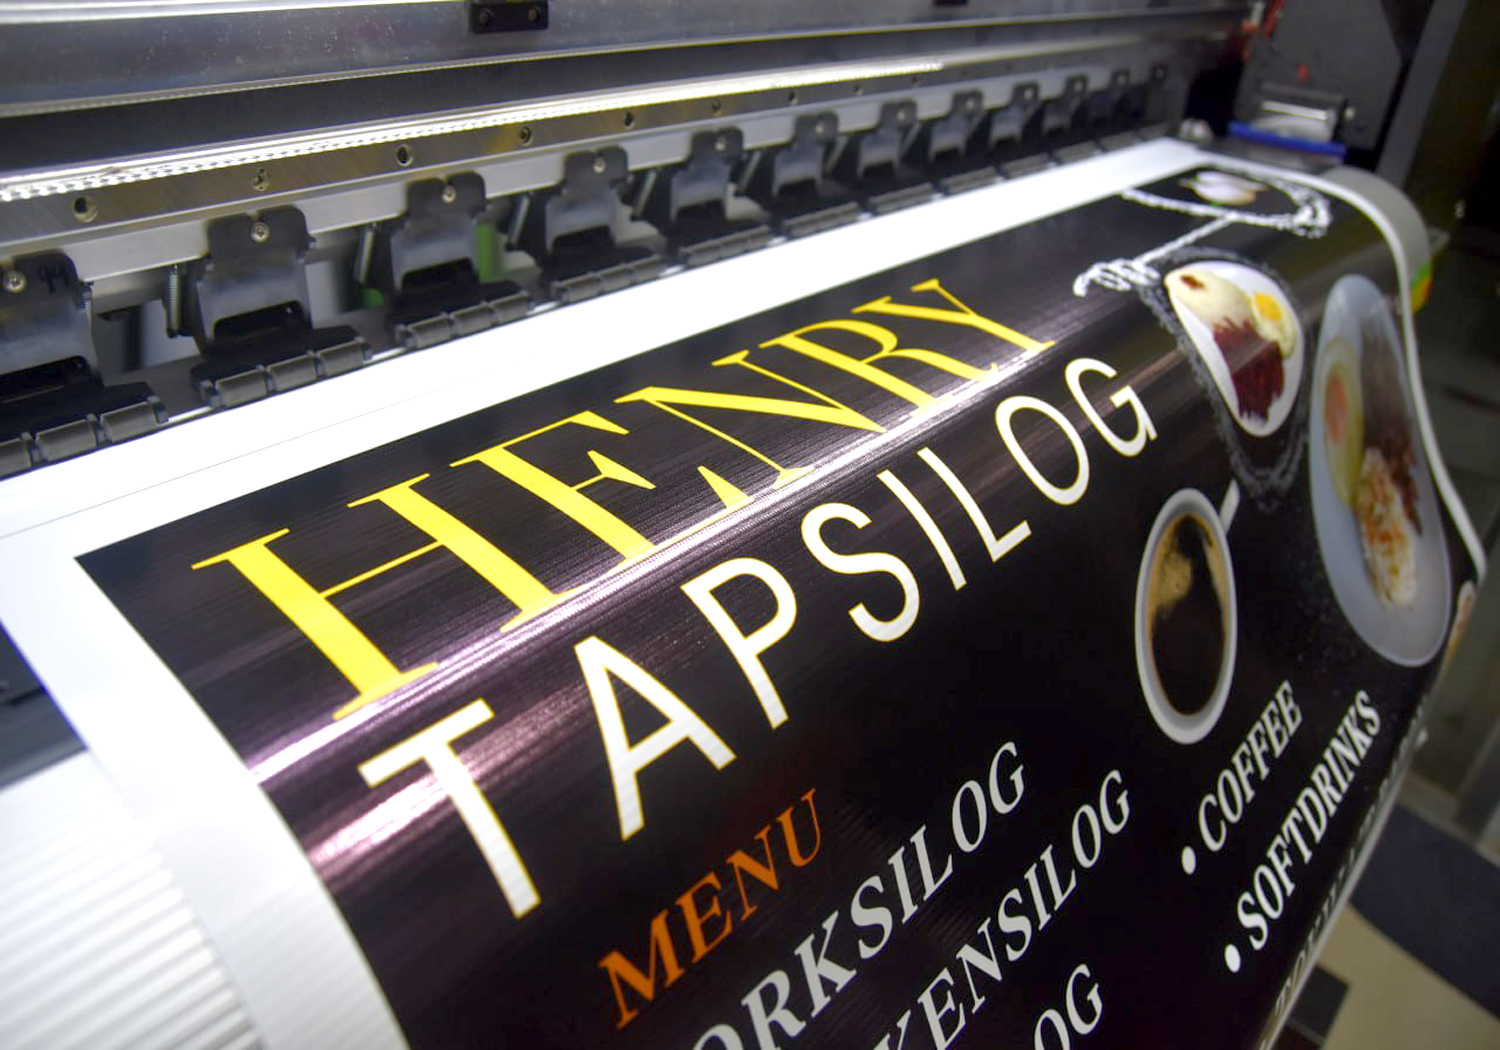 HENRY
TAPSILOG
MENU
ORKSILOG
KENSILOG
OG
• COFFEE
• SOFTDRINKS